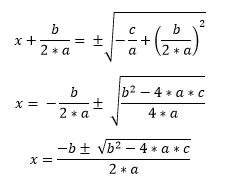 x + b/(2 * a) = ± √(−c/a + (b/(2 * a))²)
x = − b/(2 * a) ± √((b² − 4 * a * c)/(4 * a))
x = (−b ± √(b² − 4 * a * c))/(2 * a)